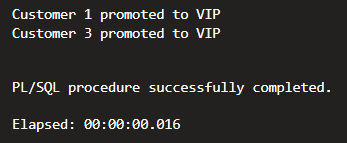 Customer 1 promoted to VIP
Customer 3 promoted to VIP
PL/SQL procedure successfully completed.
Elapsed: 00:00:00.016